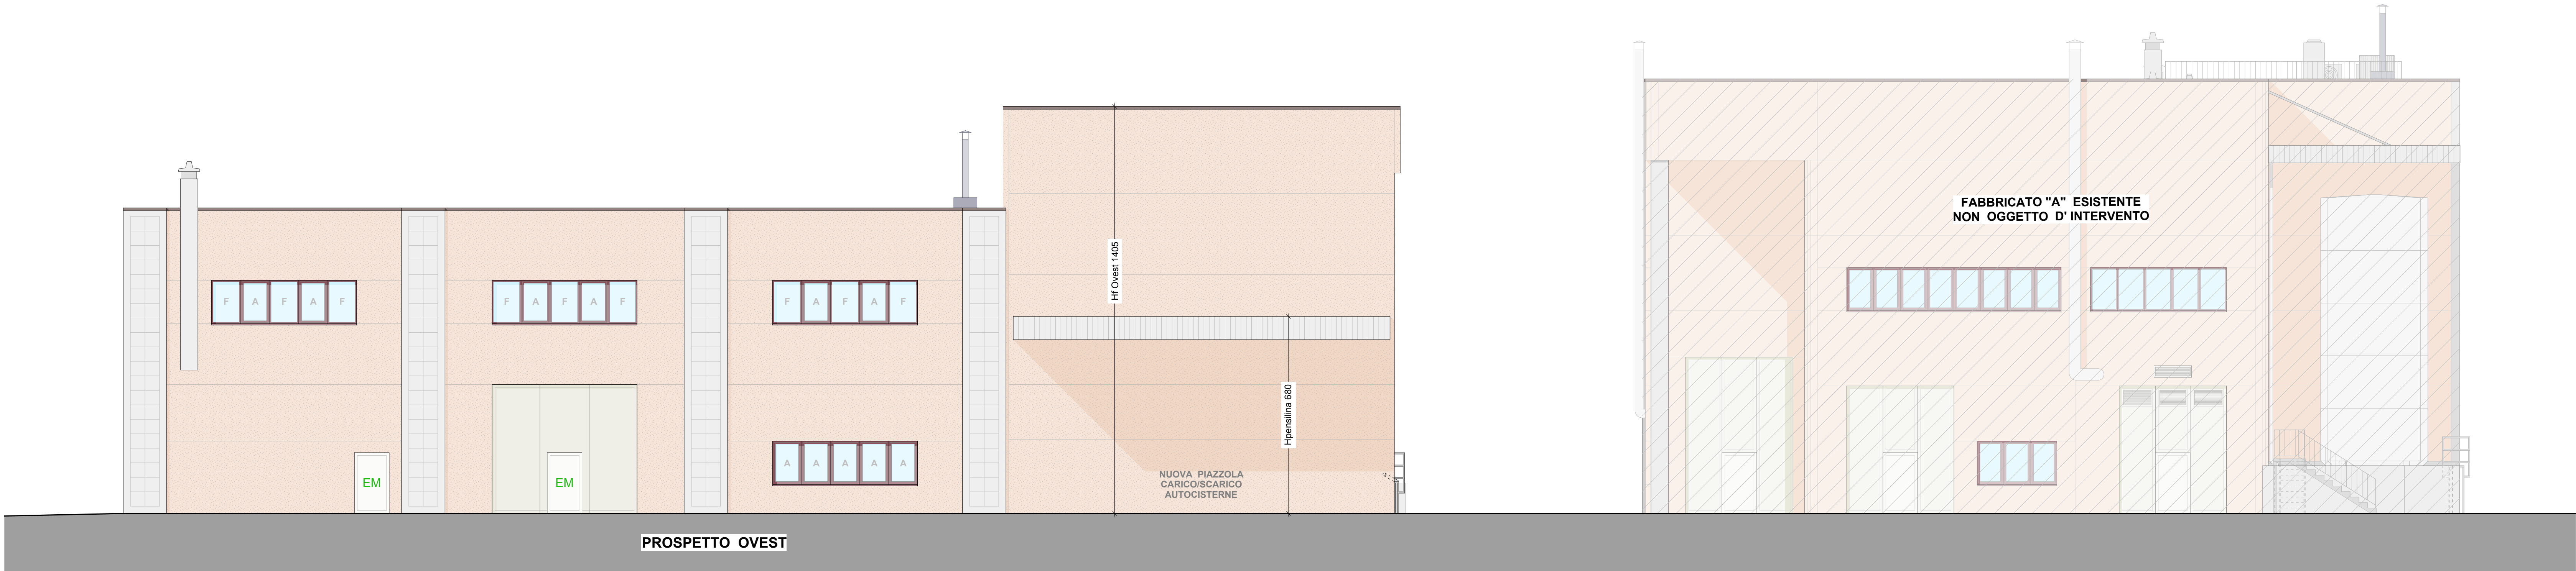 FABBRICATO "A" ESISTENTE
NON OGGETTO D' INTERVENTO
Hf Ovest 1405
F A F A F
F A F A F
F A F A F
Hpensilina 680
A A A A A
EM
EM
NUOVA PIAZZOLA
CARICO/SCARICO
AUTOCISTERNE
PROSPETTO OVEST